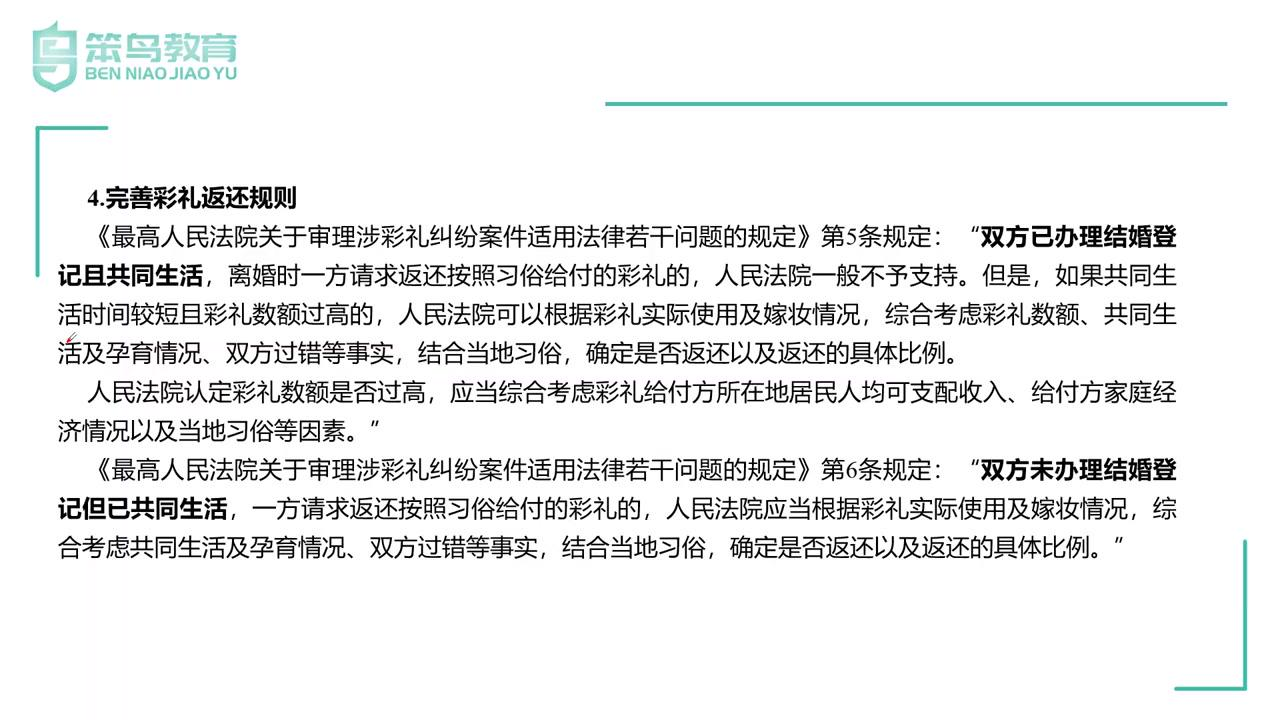 笨鸟教育
BEN NIAO JIAO YU
4.完善彩礼返还规则
《最高人民法院关于审理涉彩礼纠纷案件适用法律若干问题的规定》第5条规定：“双方已办理结婚登
记且共同生活，离婚时一方请求返还按照习俗给付的彩礼的，人民法院一般不予支持。但是，如果共同生
活时间较短且彩礼数额过高的，人民法院可以根据彩礼实际使用及嫁妆情况，综合考虑彩礼数额、共同生
活及孕育情况、双方过错等事实，结合当地习俗，确定是否返还以及返还的具体比例。
人民法院认定彩礼数额是否过高，应当综合考虑彩礼给付方所在地居民人均可支配收入、给付方家庭经
济情况以及当地习俗等因素。”
《最高人民法院关于审理涉彩礼纠纷案件适用法律若干问题的规定》第6条规定：“双方未办理结婚登
记但已共同生活，一方请求返还按照习俗给付的彩礼的，人民法院应当根据彩礼实际使用及嫁妆情况，综
合考虑共同生活及孕育情况、双方过错等事实，结合当地习俗，确定是否返还以及返还的具体比例。”